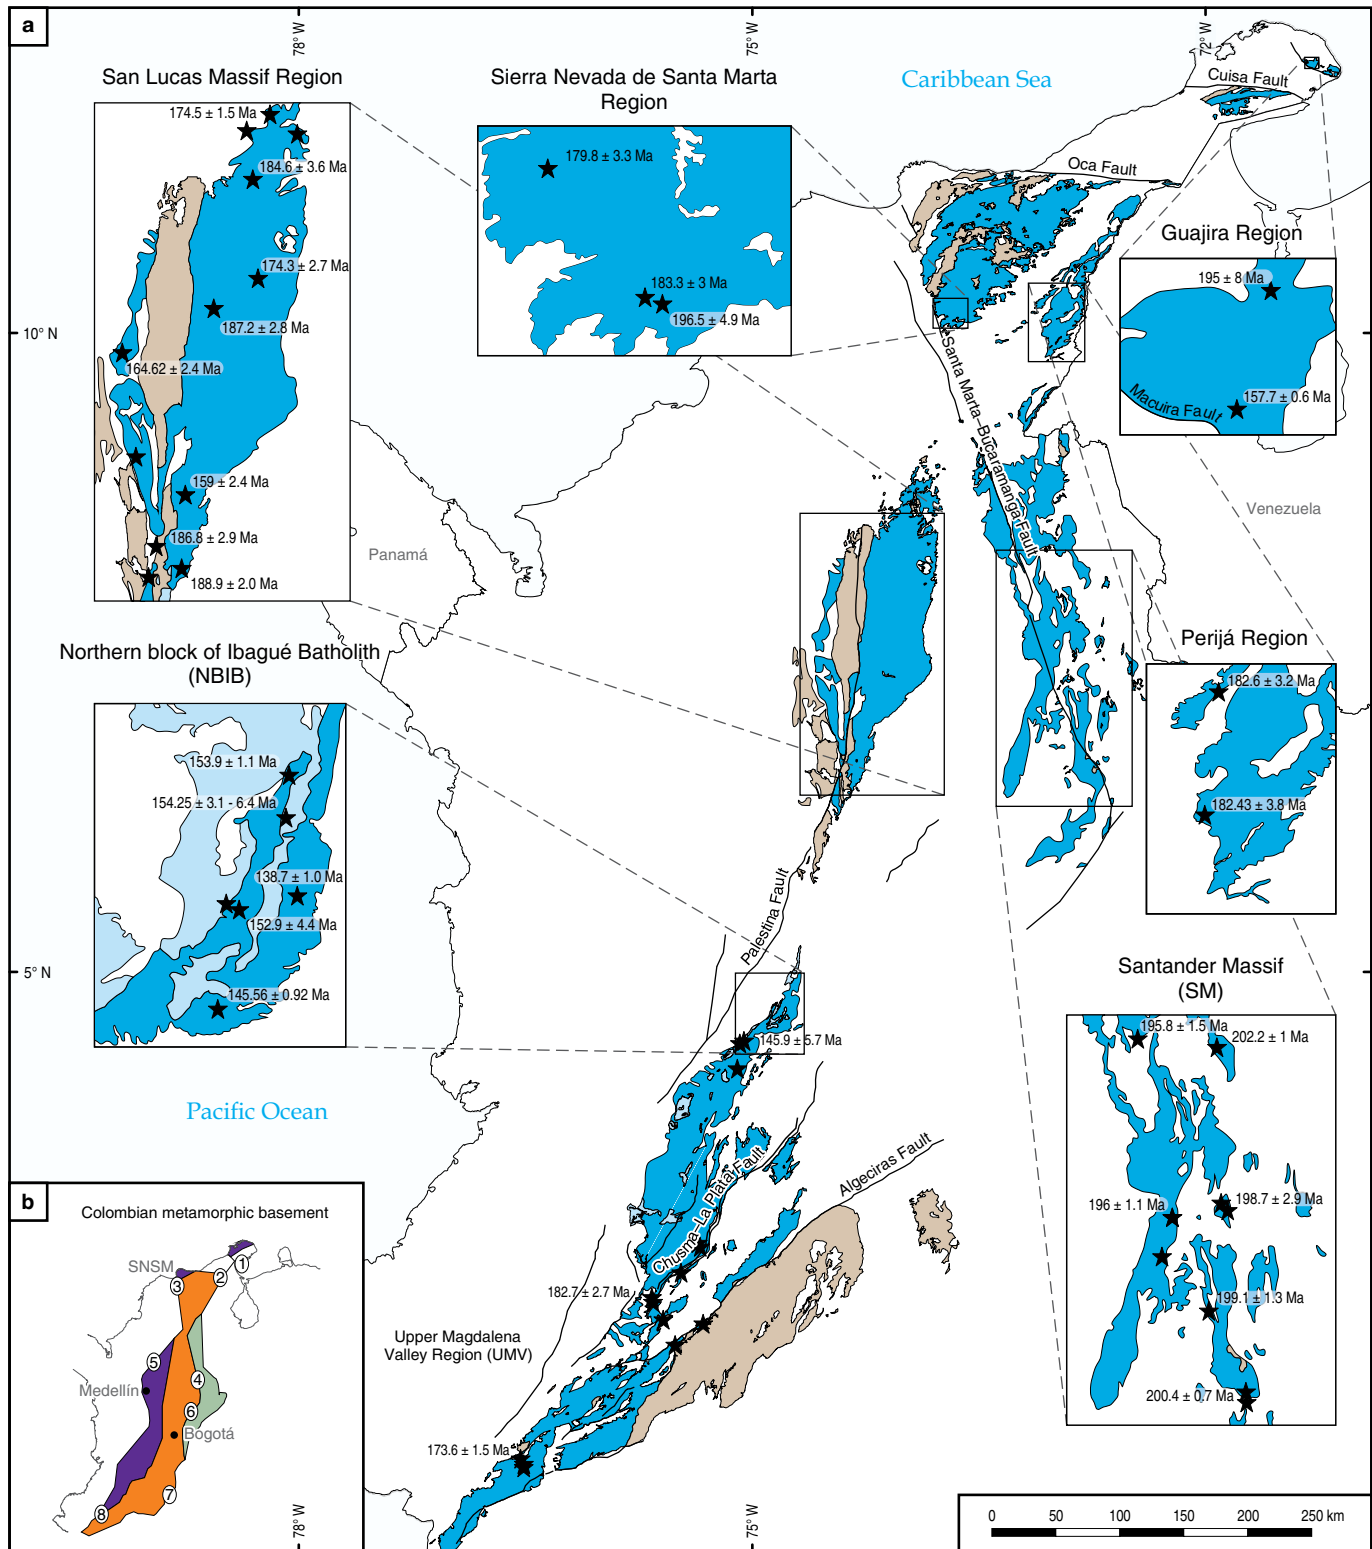 a
78° W
75° W
72° W
San Lucas Massif Region
174.5 ± 1.5 Ma
184.6 ± 3.6 Ma
174.3 ± 2.7 Ma
187.2 ± 2.8 Ma
164.62 ± 2.4 Ma
159 ± 2.4 Ma
186.8 ± 2.9 Ma
188.9 ± 2.0 Ma
Sierra Nevada de Santa Marta
Region
179.8 ± 3.3 Ma
183.3 ± 3 Ma
196.5 ± 4.9 Ma
Caribbean Sea
Cuisa Fault
Oca Fault
Guajira Region
195 ± 8 Ma
157.7 ± 0.6 Ma
Macuira Fault
10° N
Santa Marta–Bucaramanga Fault
Panamá
Venezuela
Northern block of Ibagué Batholith
(NBIB)
153.9 ± 1.1 Ma
154.25 ± 3.1 - 6.4 Ma
138.7 ± 1.0 Ma
152.9 ± 4.4 Ma
145.56 ± 0.92 Ma
Perijá Region
182.6 ± 3.2 Ma
182.43 ± 3.8 Ma
Palestina Fault
5° N
Santander Massif
(SM)
195.8 ± 1.5 Ma
202.2 ± 1 Ma
196 ± 1.1 Ma
198.7 ± 2.9 Ma
199.1 ± 1.3 Ma
200.4 ± 0.7 Ma
145.9 ± 5.7 Ma
Pacific Ocean
Chusma–La Plata Fault
Algeciras Fault
182.7 ± 2.7 Ma
Upper Magdalena
Valley Region (UMV)
173.6 ± 1.5 Ma
b
Colombian metamorphic basement
SNSM
1
2
3
5
4
Medellín
6
Bogotá
7
8
78° W
75° W
0 50 100 150 200 250 km